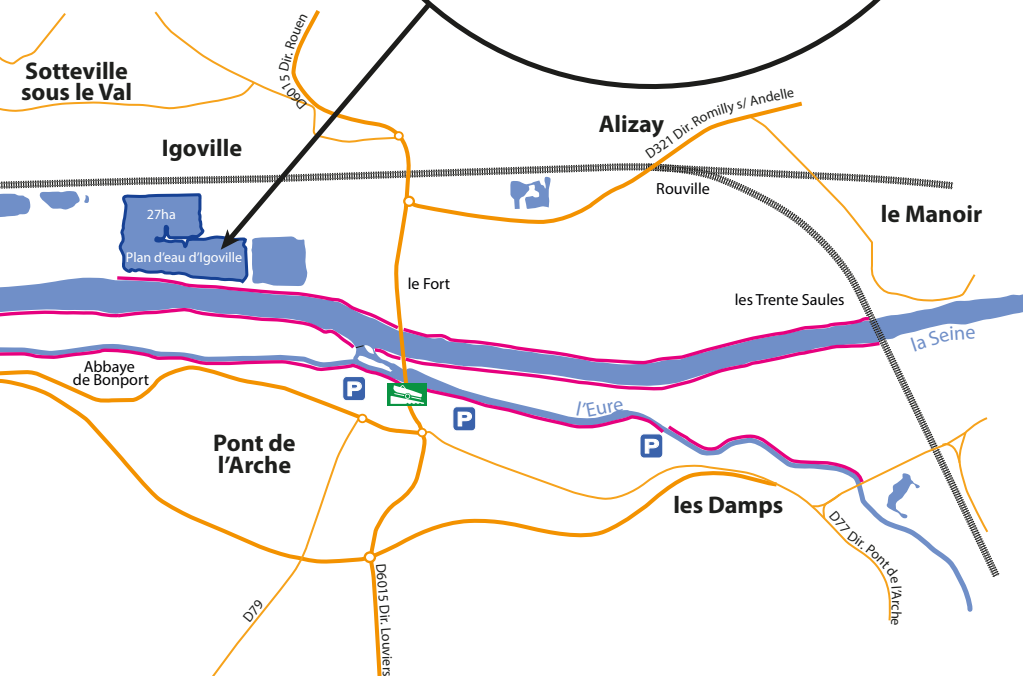 D6015 Dir. Rouen
Sotteville
sous le Val
D321 Dir. Romilly s/ Andelle
Alizay
Igoville
Rouville
27ha
le Manoir
Plan d'eau d'Igoville
le Fort
les Trente Saules
la Seine
Abbaye
de Bonport
P
l'Eure
P
P
Pont de
l'Arche
les Damps
D77 Dir. Pont de l'Arche
D79
D6015 Dir. Louviers